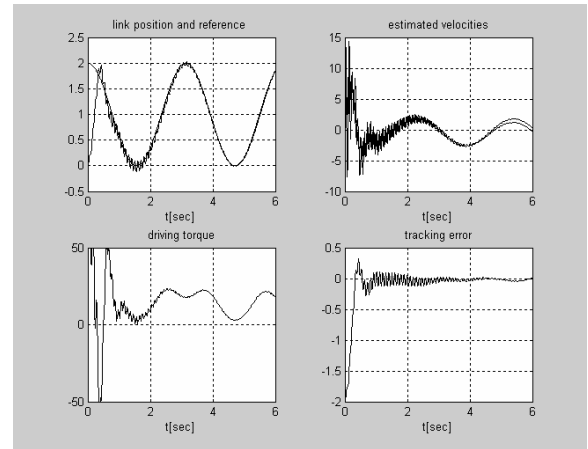 link position and reference
2.5
2
1.5
1
0.5
0
-0.5
0 2 4 6
t[sec]
estimated velocities
15
10
5
0
-5
-10
0 2 4 6
t[sec]
driving torque
50
0
-50
0 2 4 6
t[sec]
tracking error
0.5
0
-0.5
-1
-1.5
-2
0 2 4 6
t[sec]